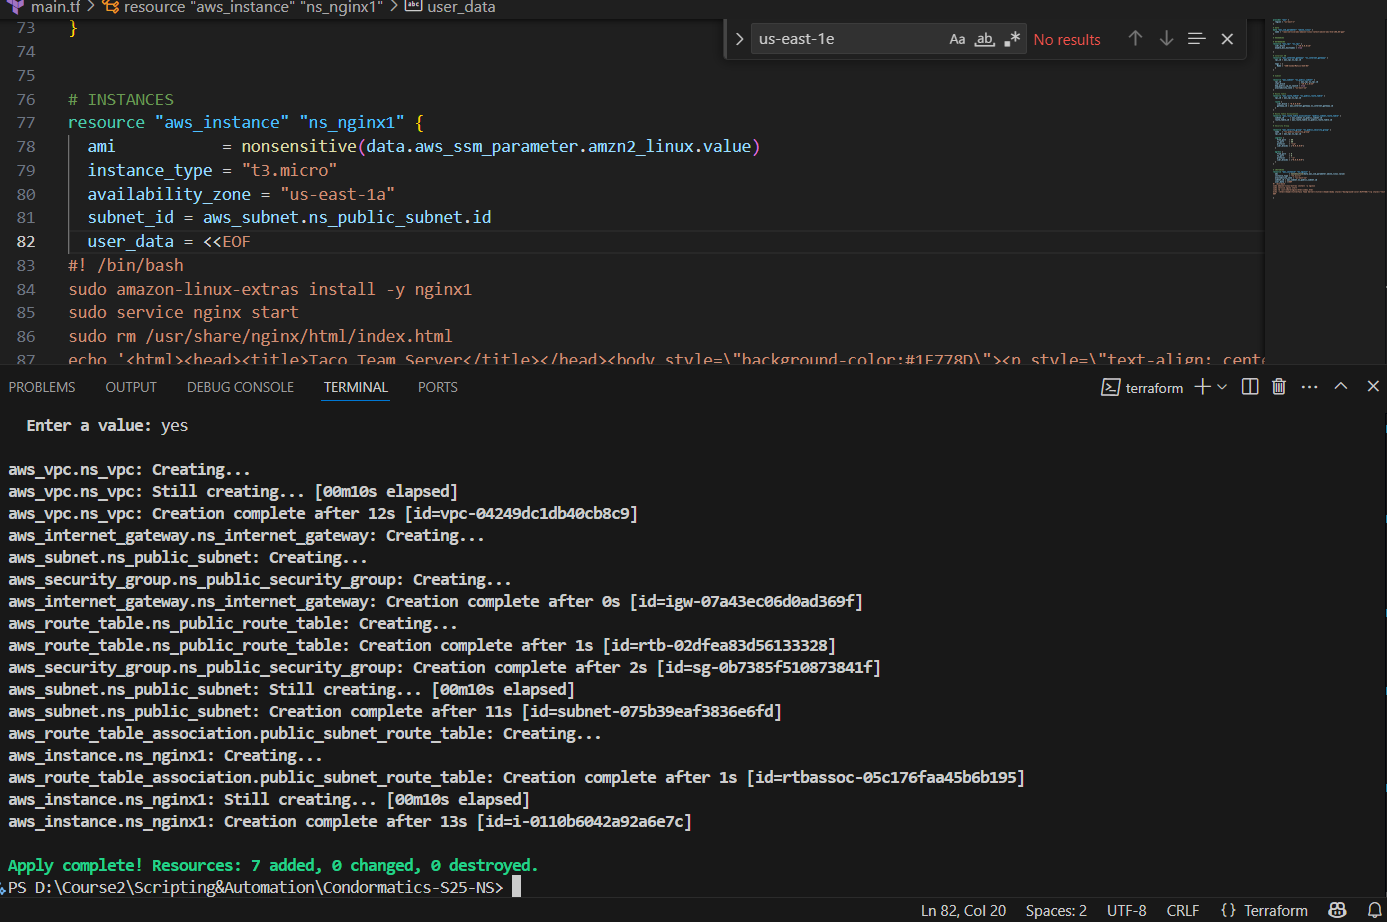 main.tf > resource "aws_instance" "ns_nginx1" > abc user_data
us-east-1e Aa ab .* No results
73 }
74
75
76 # INSTANCES
77 resource "aws_instance" "ns_nginx1" {
78 ami = nonsensitive(data.aws_ssm_parameter.amzn2_linux.value)
79 instance_type = "t3.micro"
80 availability_zone = "us-east-1a"
81 subnet_id = aws_subnet.ns_public_subnet.id
82 user_data = <<EOF
83 #! /bin/bash
84 sudo amazon-linux-extras install -y nginx1
85 sudo service nginx start
86 sudo rm /usr/share/nginx/html/index.html
87 echo '<html><head><title>Taco Team Server</title></head><body style=\"background-color:#1F778D\"><p style=\"text-align: cente
PROBLEMS OUTPUT DEBUG CONSOLE TERMINAL PORTS terraform
Enter a value: yes
aws_vpc.ns_vpc: Creating...
aws_vpc.ns_vpc: Still creating... [00m10s elapsed]
aws_vpc.ns_vpc: Creation complete after 12s [id=vpc-04249dc1db40cb8c9]
aws_internet_gateway.ns_internet_gateway: Creating...
aws_subnet.ns_public_subnet: Creating...
aws_security_group.ns_public_security_group: Creating...
aws_internet_gateway.ns_internet_gateway: Creation complete after 0s [id=igw-07a43ec06d0ad369f]
aws_route_table.ns_public_route_table: Creating...
aws_route_table.ns_public_route_table: Creation complete after 1s [id=rtb-02dfea83d56133328]
aws_security_group.ns_public_security_group: Creation complete after 2s [id=sg-0b7385f510873841f]
aws_subnet.ns_public_subnet: Still creating... [00m10s elapsed]
aws_subnet.ns_public_subnet: Creation complete after 11s [id=subnet-075b39eaf3836e6fd]
aws_route_table_association.public_subnet_route_table: Creating...
aws_instance.ns_nginx1: Creating...
aws_route_table_association.public_subnet_route_table: Creation complete after 1s [id=rtbassoc-05c176faa45b6b195]
aws_instance.ns_nginx1: Still creating... [00m10s elapsed]
aws_instance.ns_nginx1: Creation complete after 13s [id=i-0110b6042a92a6e7c]
Apply complete! Resources: 7 added, 0 changed, 0 destroyed.
PS D:\Course2\Scripting&Automation\Condormatics-S25-NS>
Ln 82, Col 20 Spaces: 2 UTF-8 CRLF {} Terraform